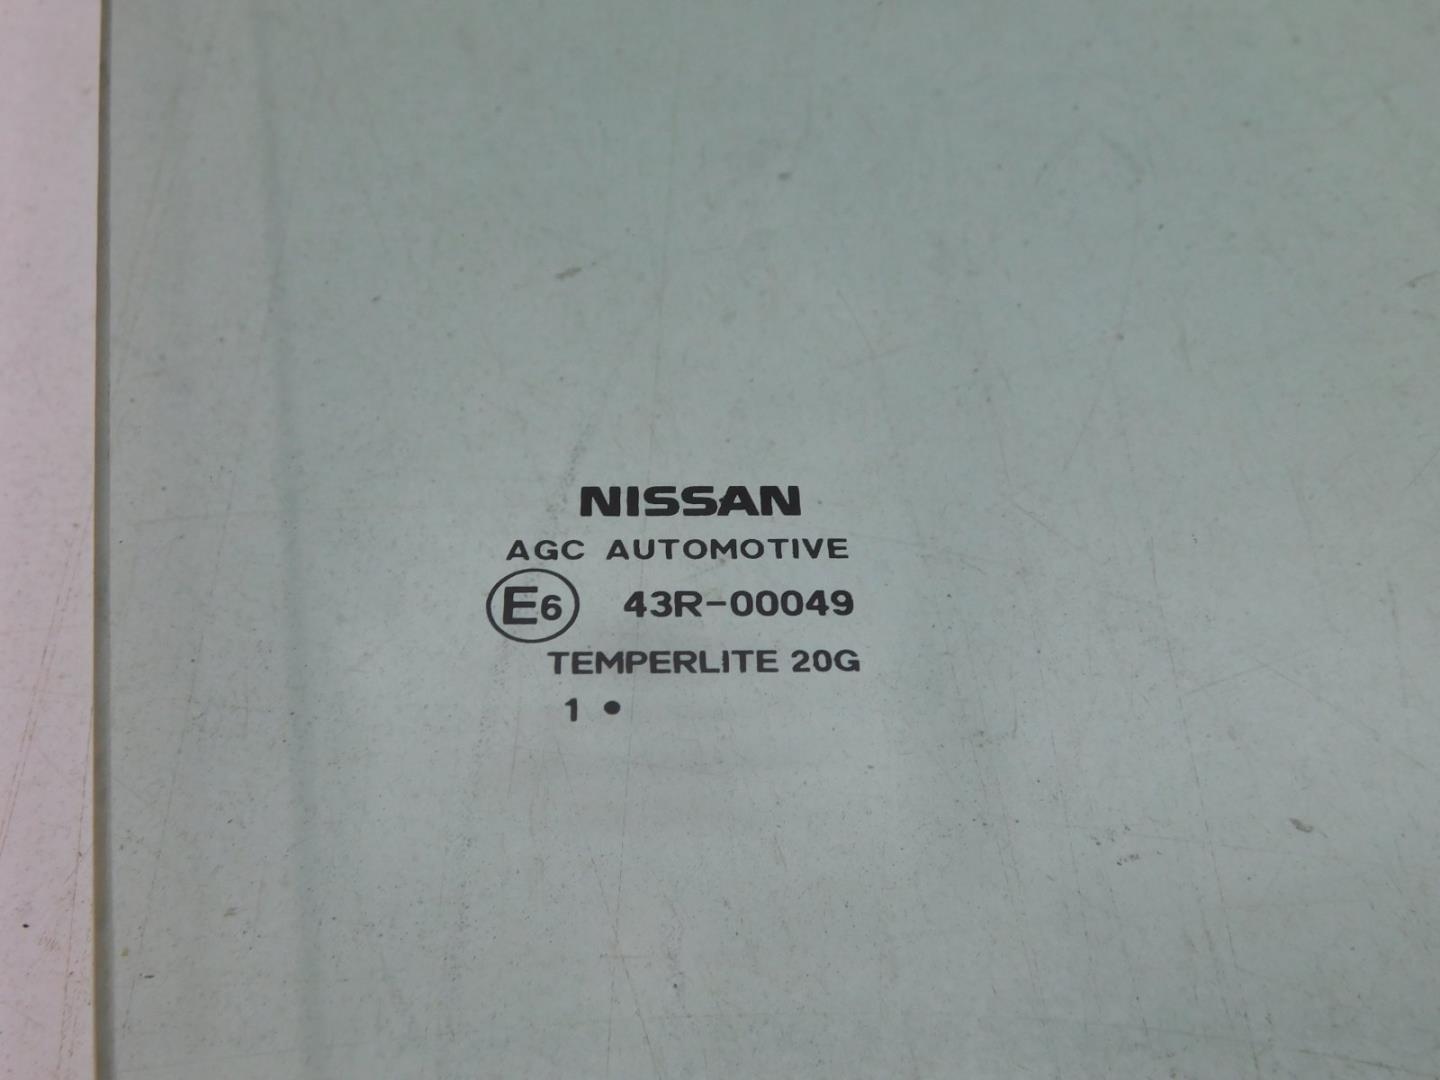 NISSAN
AGC AUTOMOTIVE
E6 43R-00049
TEMPERLITE 20G
1 •